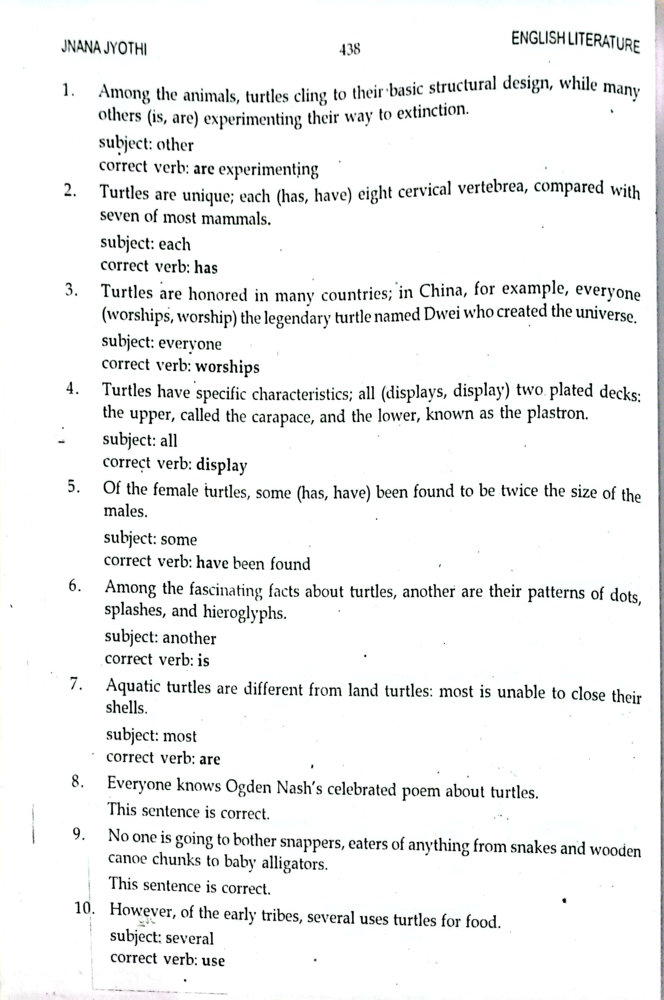 JNANA JYOTHI 438 ENGLISH LITERATURE
1. Among the animals, turtles cling to their basic structural design, while many
others (is, are) experimenting their way to extinction.
subject: other
correct verb: are experimenting
2. Turtles are unique; each (has, have) eight cervical vertebrea, compared with
seven of most mammals.
subject: each
correct verb: has
3. Turtles are honored in many countries; in China, for example, everyone
(worships, worship) the legendary turtle named Dwei who created the universe.
subject: everyone
correct verb: worships
4. Turtles have specific characteristics; all (displays, display) two plated decks:
the upper, called the carapace, and the lower, known as the plastron.
subject: all
correct verb: display
5. Of the female turtles, some (has, have) been found to be twice the size of the
males.
subject: some
correct verb: have been found
6. Among the fascinating facts about turtles, another are their patterns of dots,
splashes, and hieroglyphs.
subject: another
correct verb: is
7. Aquatic turtles are different from land turtles: most is unable to close their
shells.
subject: most
correct verb: are
8. Everyone knows Ogden Nash's celebrated poem about turtles.
This sentence is correct.
9. No one is going to bother snappers, eaters of anything from snakes and wooden
canoe chunks to baby alligators.
This sentence is correct.
10. However, of the early tribes, several uses turtles for food.
subject: several
correct verb: use